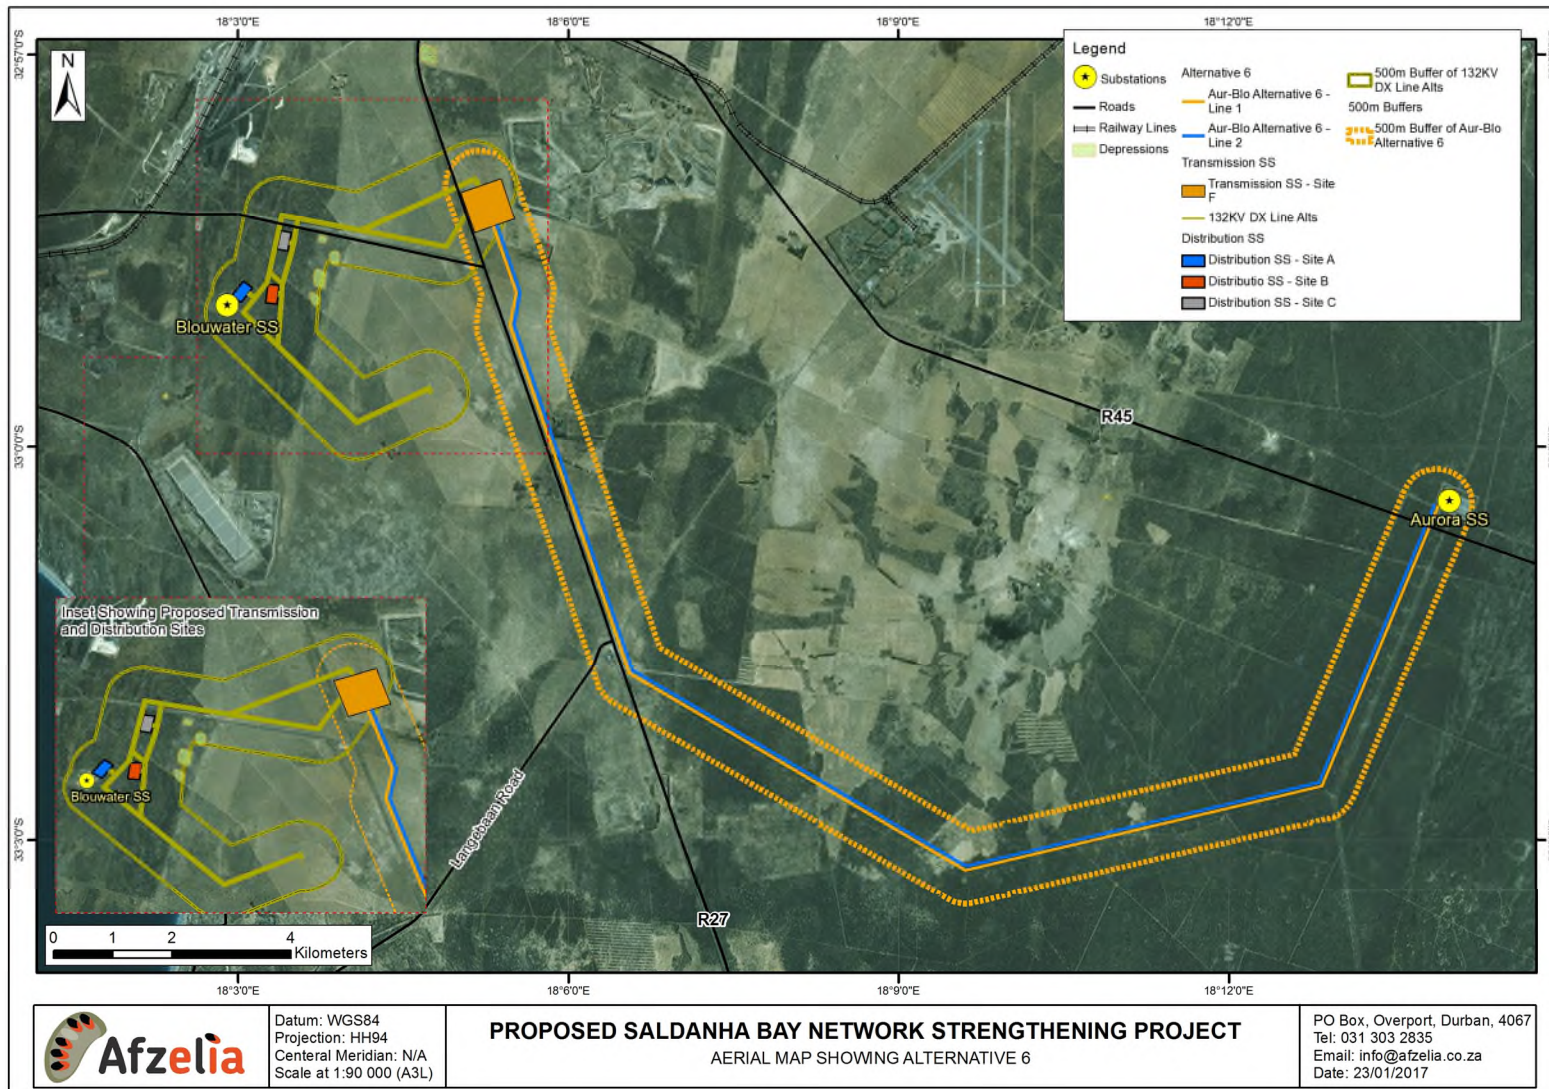 18°3'0"E
18°6'0"E
18°9'0"E
18°12'0"E
32°57'0"S
33°0'0"S
33°3'0"S
N
Legend
Substations
Roads
Railway Lines
Depressions
Alternative 6
Aur-Blo Alternative 6 -
Line 1
Aur-Blo Alternative 6 -
Line 2
Transmission SS
Transmission SS - Site
F
132KV DX Line Alts
Distribution SS
Distribution SS - Site A
Distributio SS - Site B
Distribution SS - Site C
500m Buffer of 132KV
DX Line Alts
500m Buffers
500m Buffer of Aur-Blo
Alternative 6
Blouwater SS
R45
Aurora SS
Inset Showing Proposed Transmission
and Distribution Sites
Blouwater SS
Langebaan Road
R27
0 1 2 4
Kilometers
18°3'0"E
18°6'0"E
18°9'0"E
18°12'0"E
Afzelia
Datum: WGS84
Projection: HH94
Centeral Meridian: N/A
Scale at 1:90 000 (A3L)
PROPOSED SALDANHA BAY NETWORK STRENGTHENING PROJECT
AERIAL MAP SHOWING ALTERNATIVE 6
PO Box, Overport, Durban, 4067
Tel: 031 303 2835
Email: info@afzelia.co.za
Date: 23/01/2017